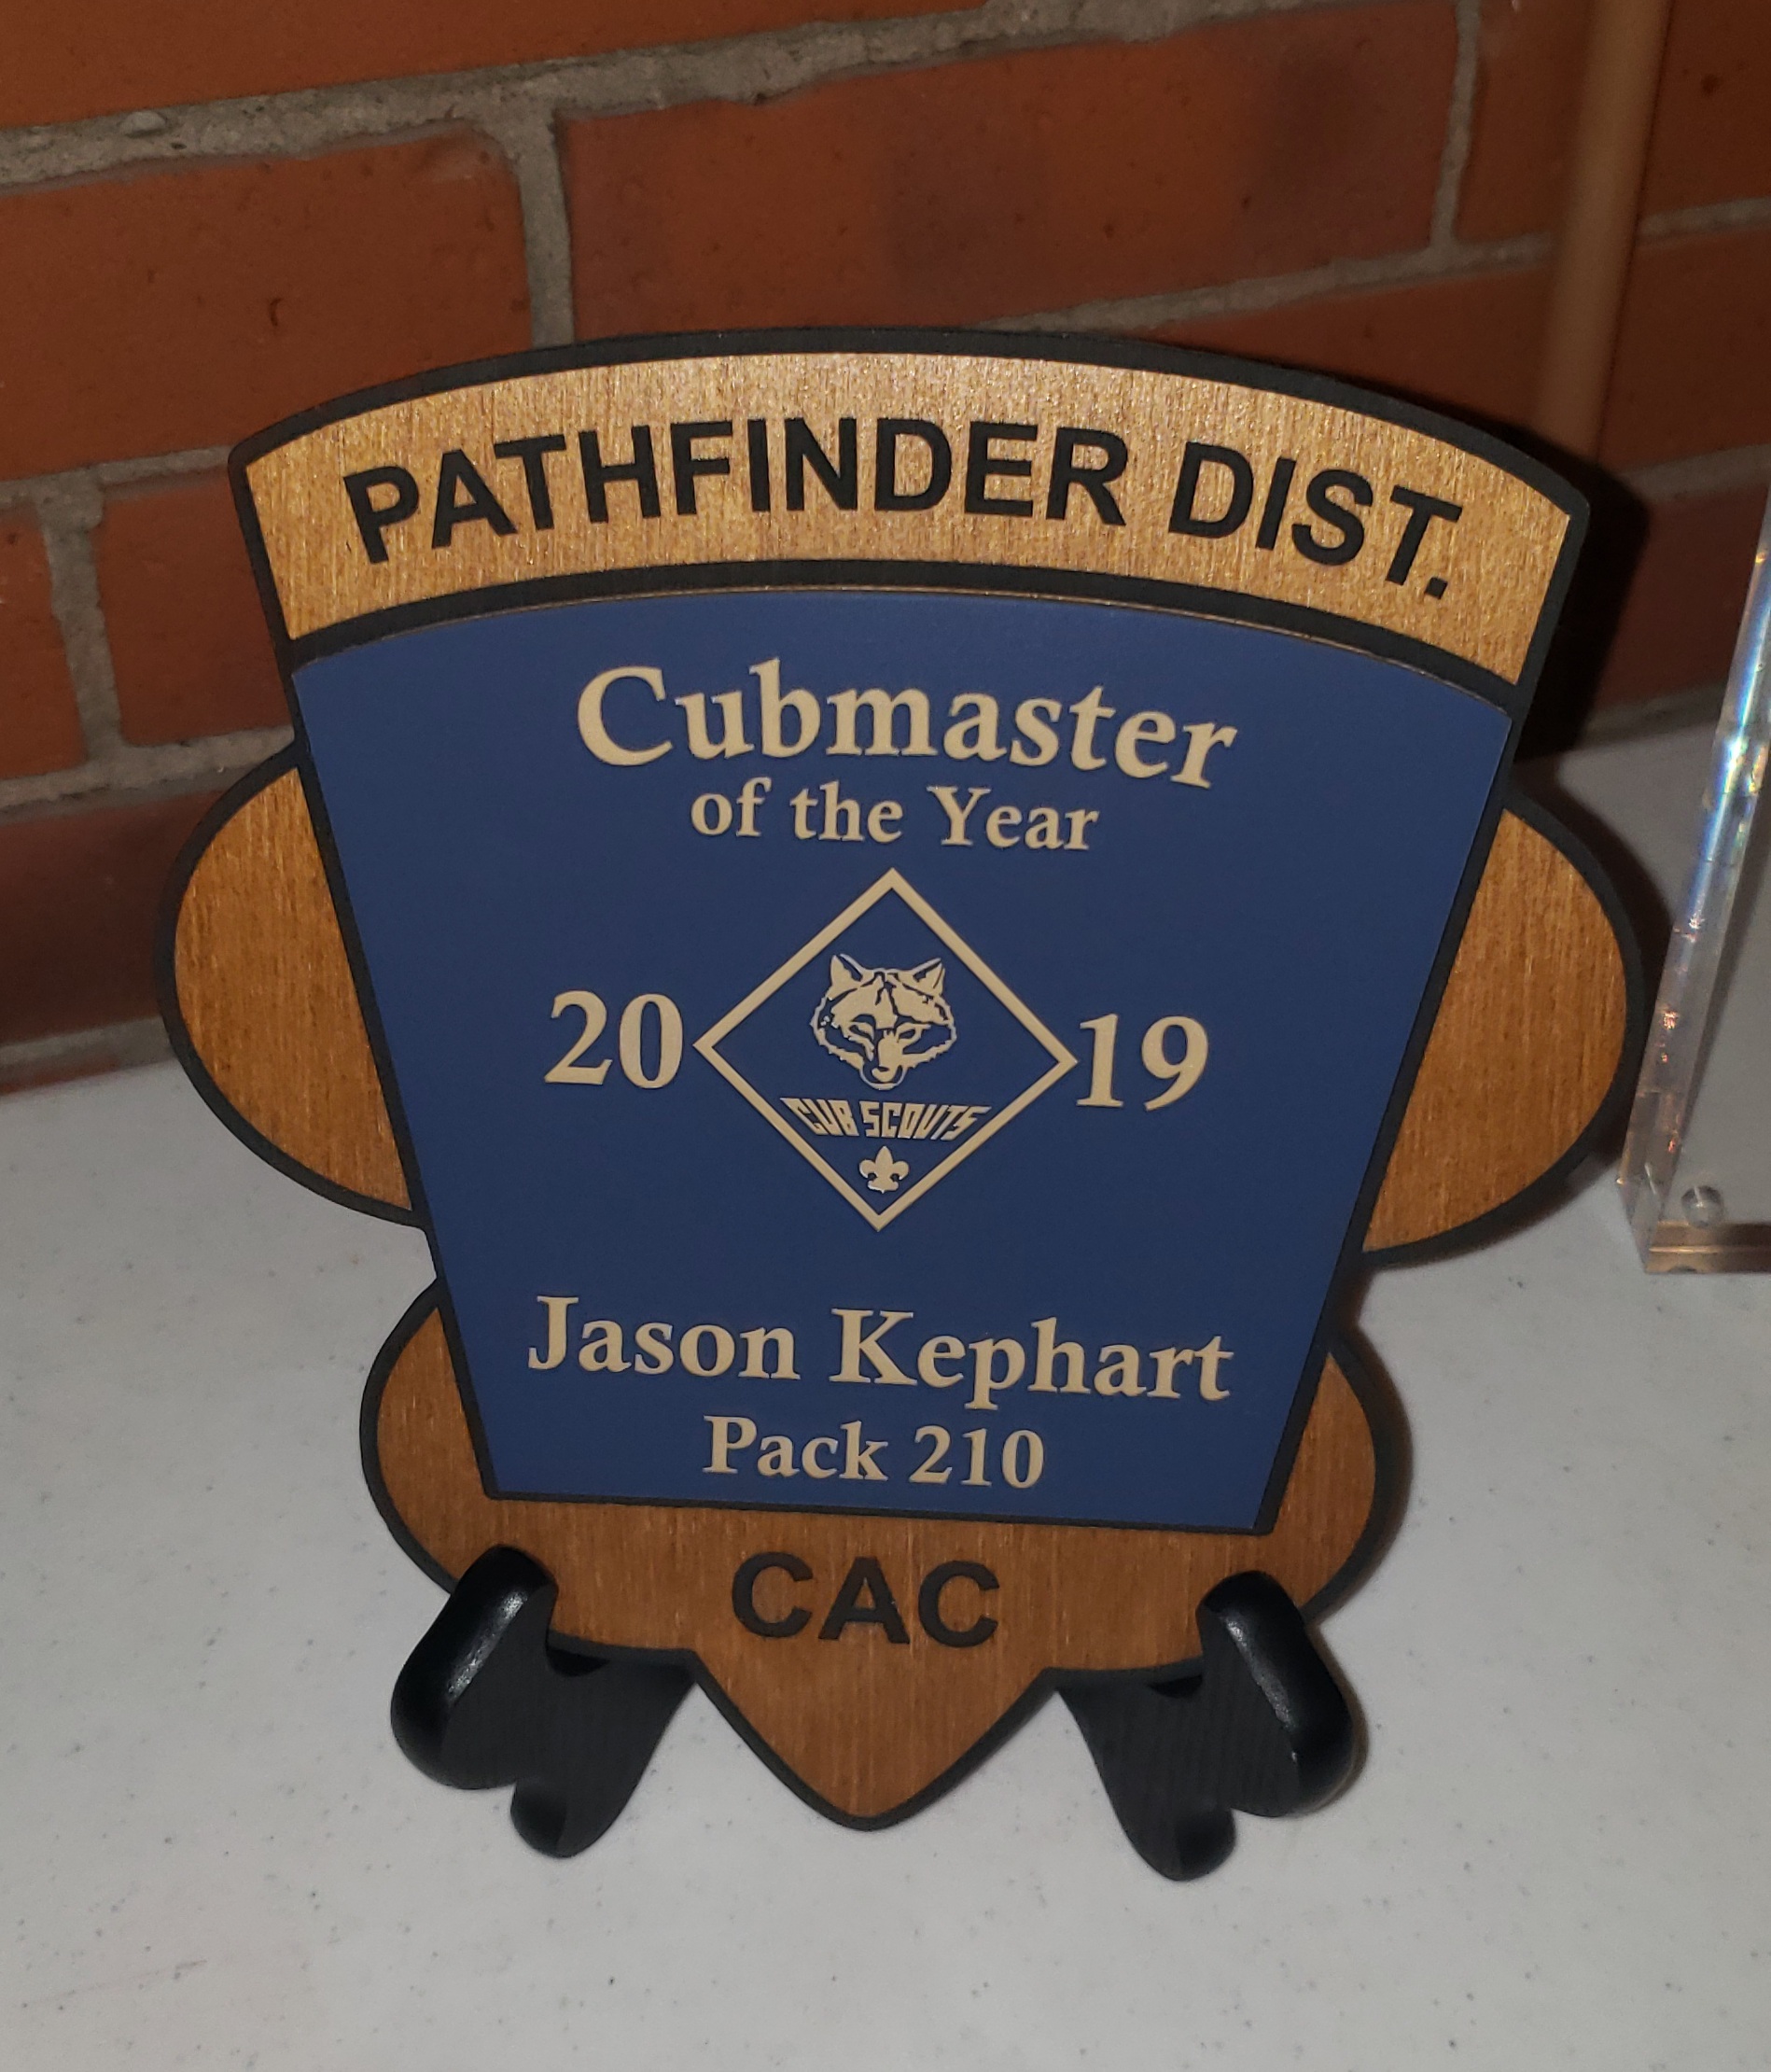 PATHFINDER DIST.
Cubmaster
of the Year
20 19
CUB SCOUTS
Jason Kephart
Pack 210
CAC